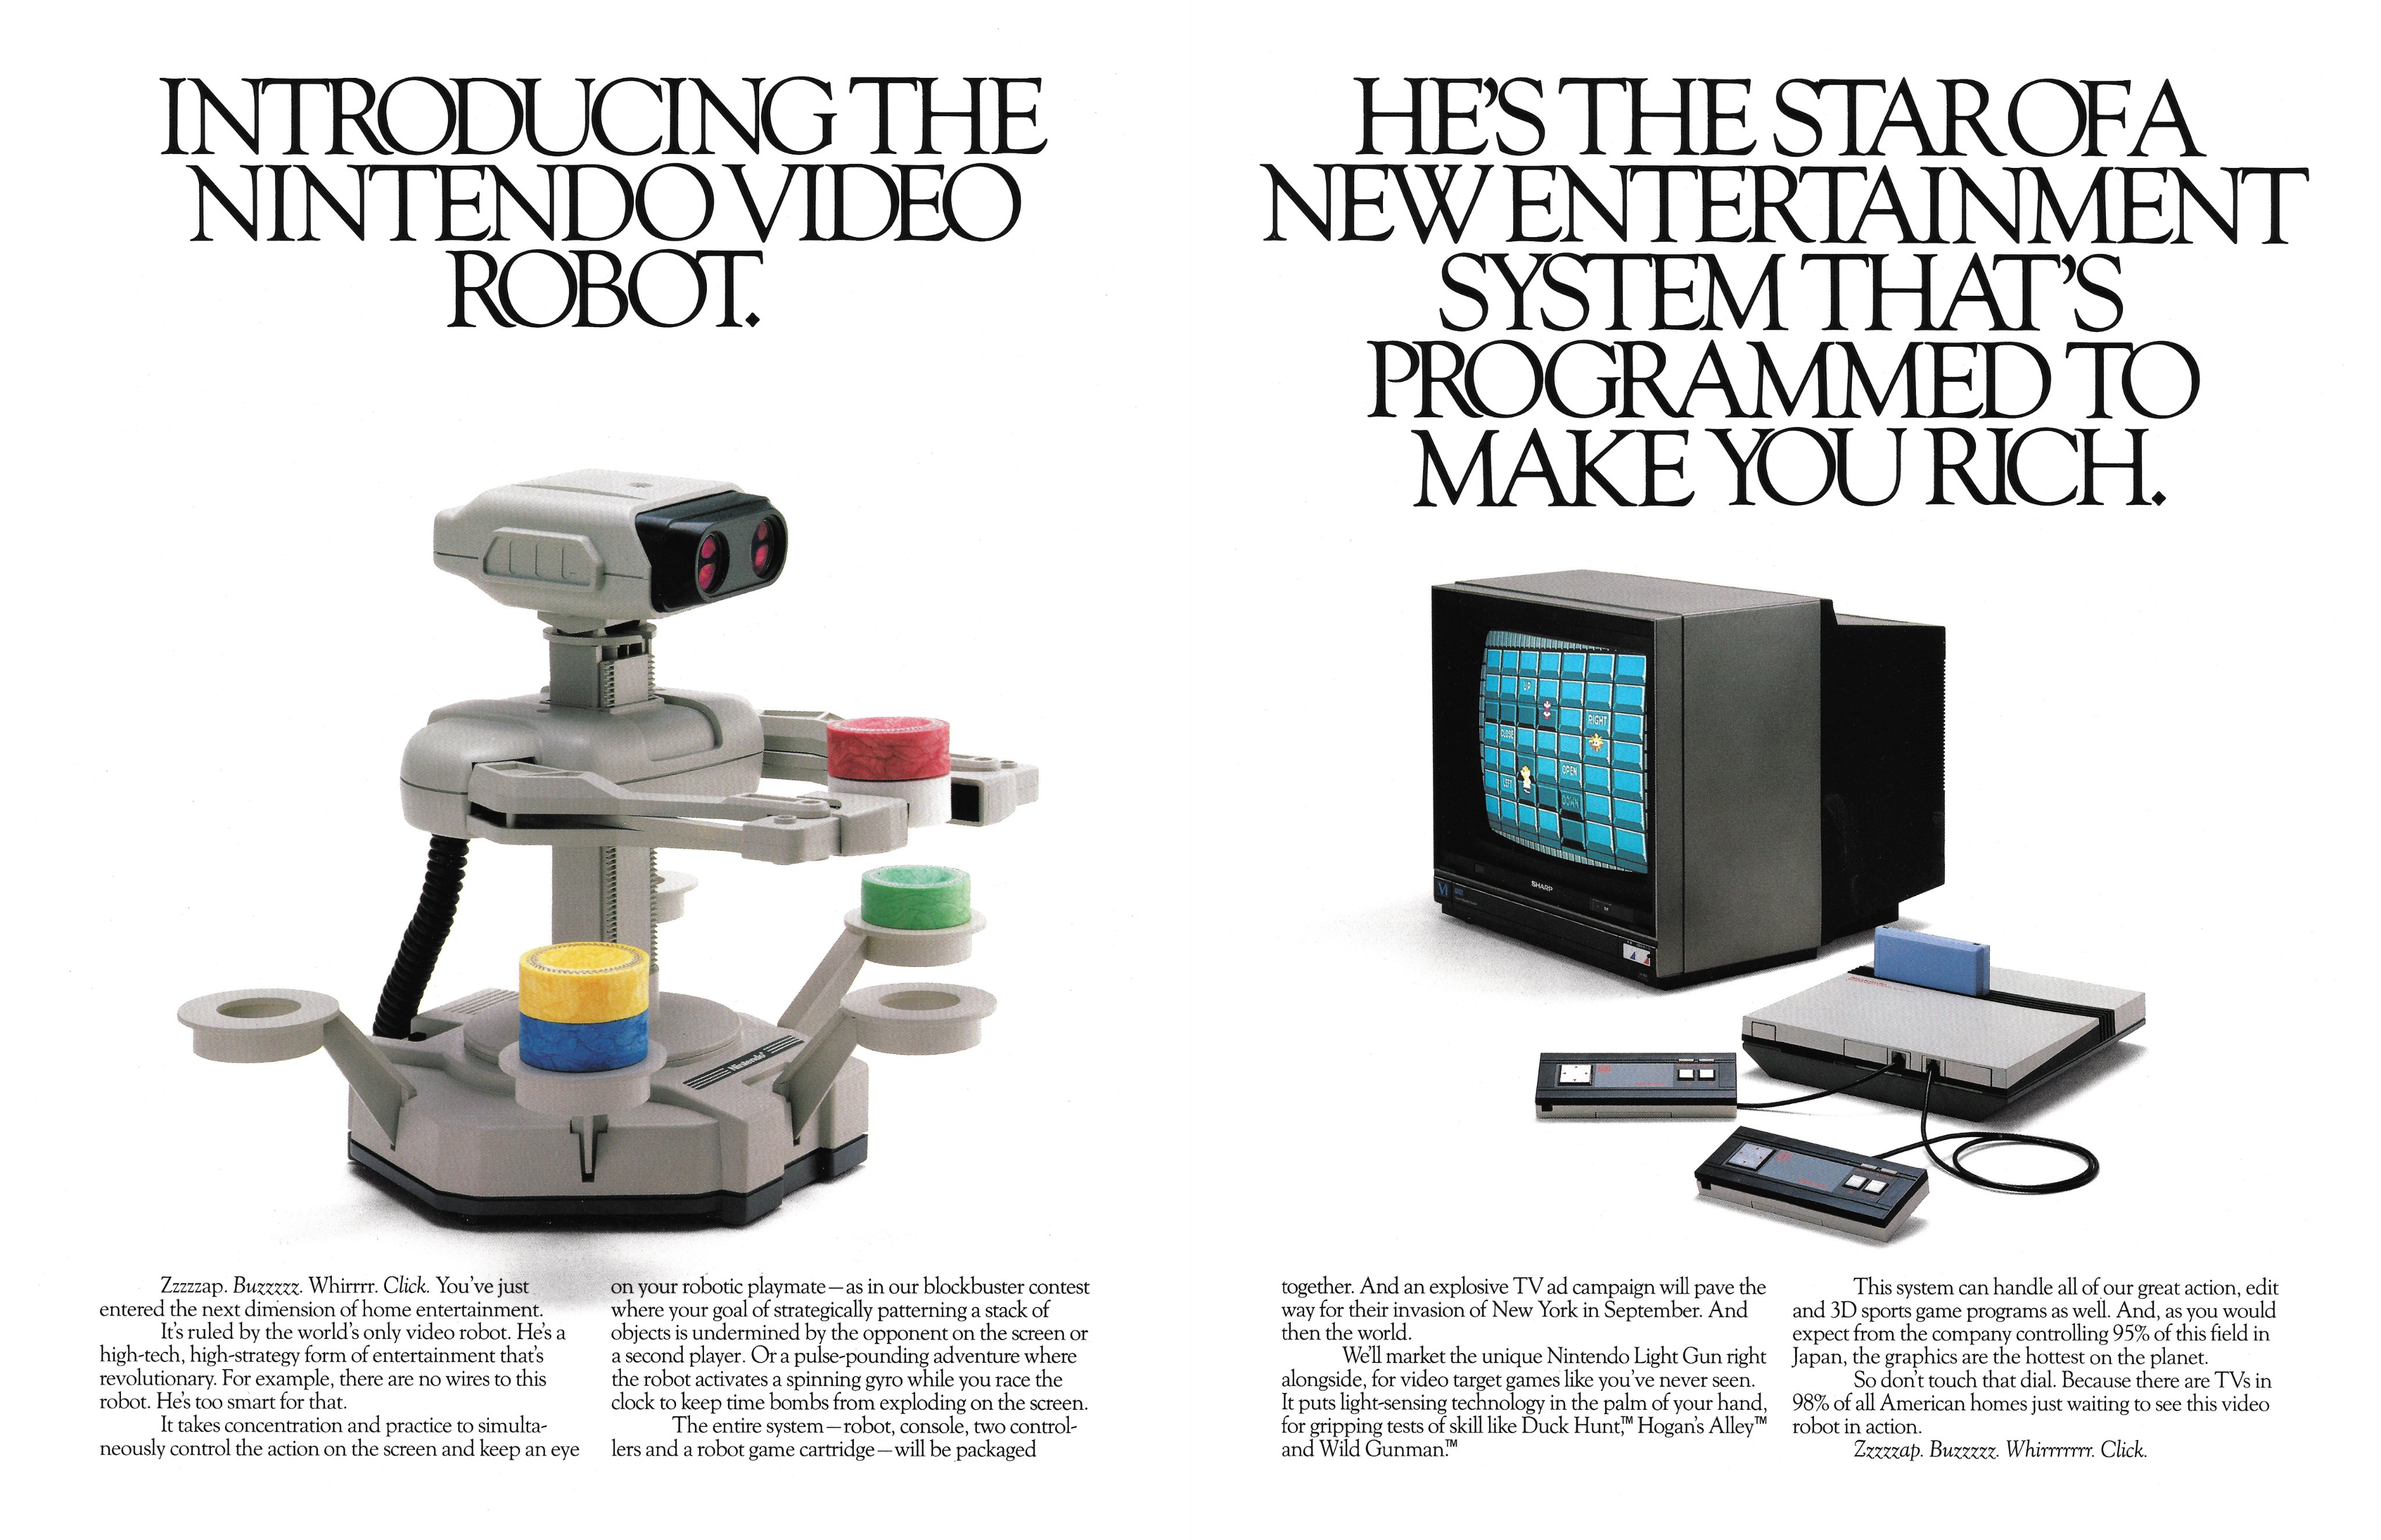 INTRODUCING THE
NINTENDO VIDEO
ROBOT.
Nintendo®
Zzzzzap. Buzzzzz. Whirrrr. Click. You've just
entered the next dimension of home entertainment.
It's ruled by the world's only video robot. He's a
high-tech, high-strategy form of entertainment that's
revolutionary. For example, there are no wires to this
robot. He's too smart for that.
It takes concentration and practice to simulta-
neously control the action on the screen and keep an eye
on your robotic playmate—as in our blockbuster contest
where your goal of strategically patterning a stack of
objects is undermined by the opponent on the screen or
a second player. Or a pulse-pounding adventure where
the robot activates a spinning gyro while you race the
clock to keep time bombs from exploding on the screen.
The entire system—robot, console, two control-
lers and a robot game cartridge—will be packaged
HE'S THE STAR OF A
NEW ENTERTAINMENT
SYSTEM THAT'S
PROGRAMMED TO
MAKE YOU RICH.
UP
RIGHT
CLOSE
OPEN
LEFT
DOWN
SHARP
together. And an explosive TV ad campaign will pave the
way for their invasion of New York in September. And
then the world.
We'll market the unique Nintendo Light Gun right
alongside, for video target games like you've never seen.
It puts light-sensing technology in the palm of your hand,
for gripping tests of skill like Duck Hunt,™ Hogan's Alley™
and Wild Gunman.™
This system can handle all of our great action, edit
and 3D sports game programs as well. And, as you would
expect from the company controlling 95% of this field in
Japan, the graphics are the hottest on the planet.
So don't touch that dial. Because there are TVs in
98% of all American homes just waiting to see this video
robot in action.
Zzzzzap. Buzzzzz. Whirrrrrrr. Click.